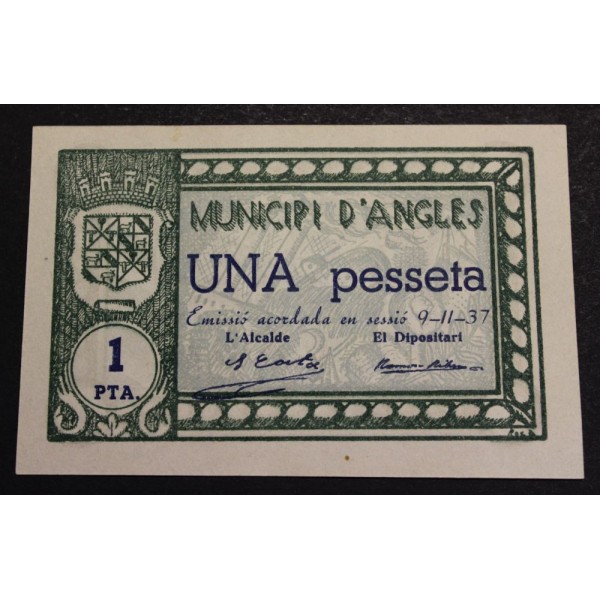 MUNICIPI D'ANGLES
UNA pesseta
Emissió acordada en sessió 9-11-37
L'Alcalde El Dipositari
1
PTA.